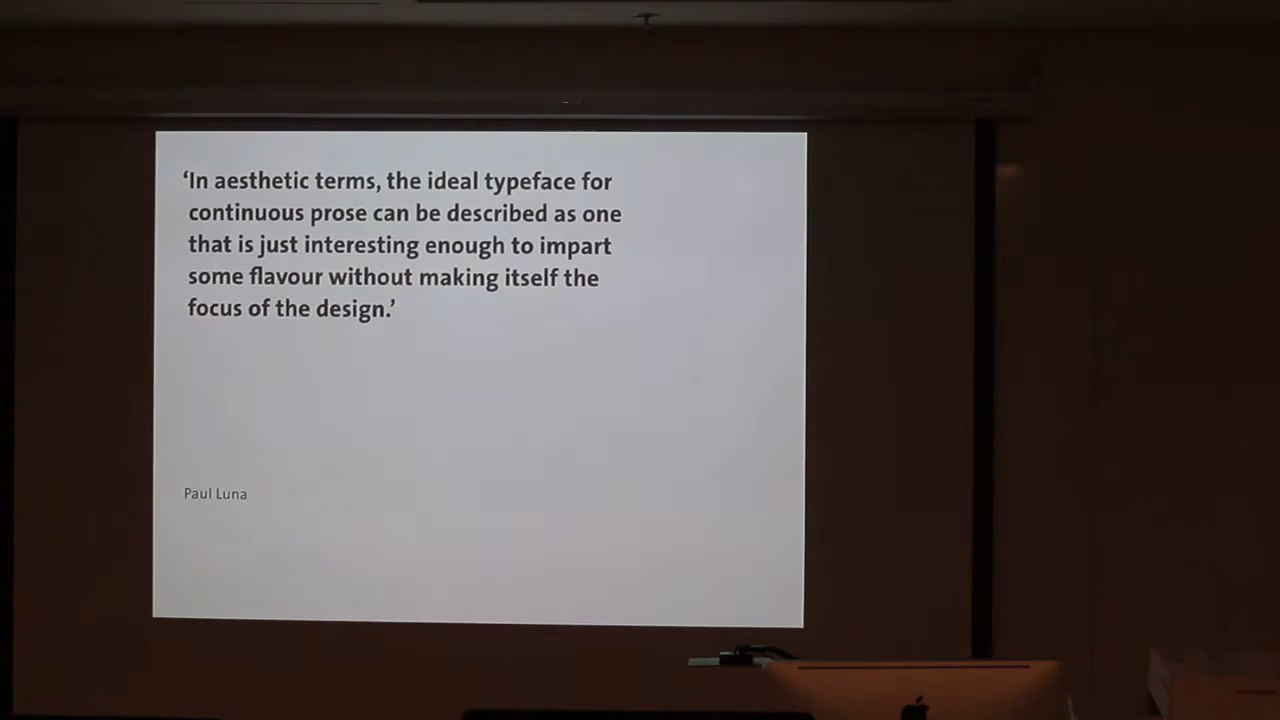 ‘In aesthetic terms, the ideal typeface for
continuous prose can be described as one
that is just interesting enough to impart
some flavour without making itself the
focus of the design.’
Paul Luna